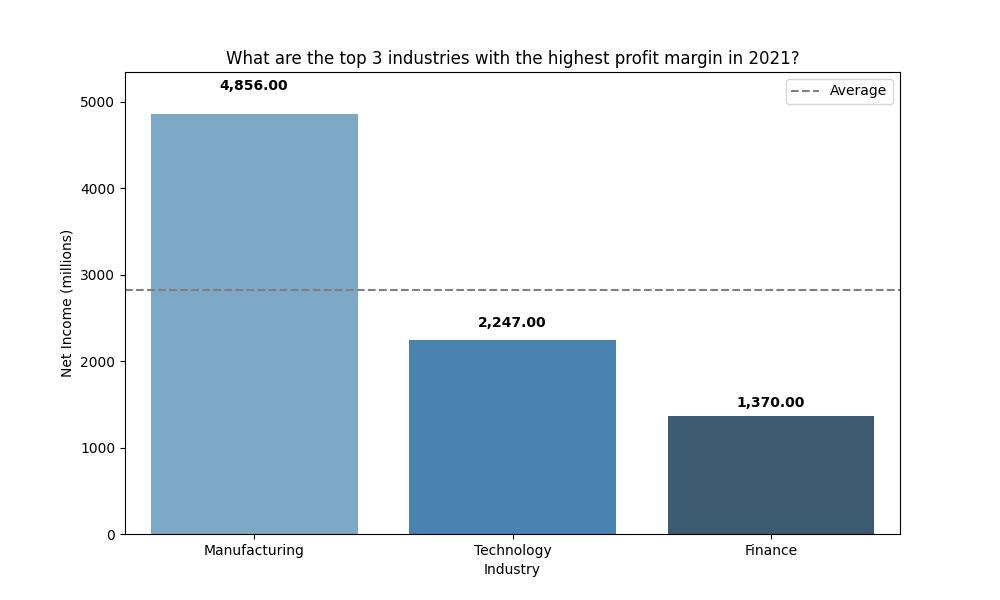 What are the top 3 industries with the highest profit margin in 2021?
4,856.00
Average
5000
4000
3000
2,247.00
2000
1,370.00
1000
0
Net Income (millions)
Manufacturing
Technology
Finance
Industry